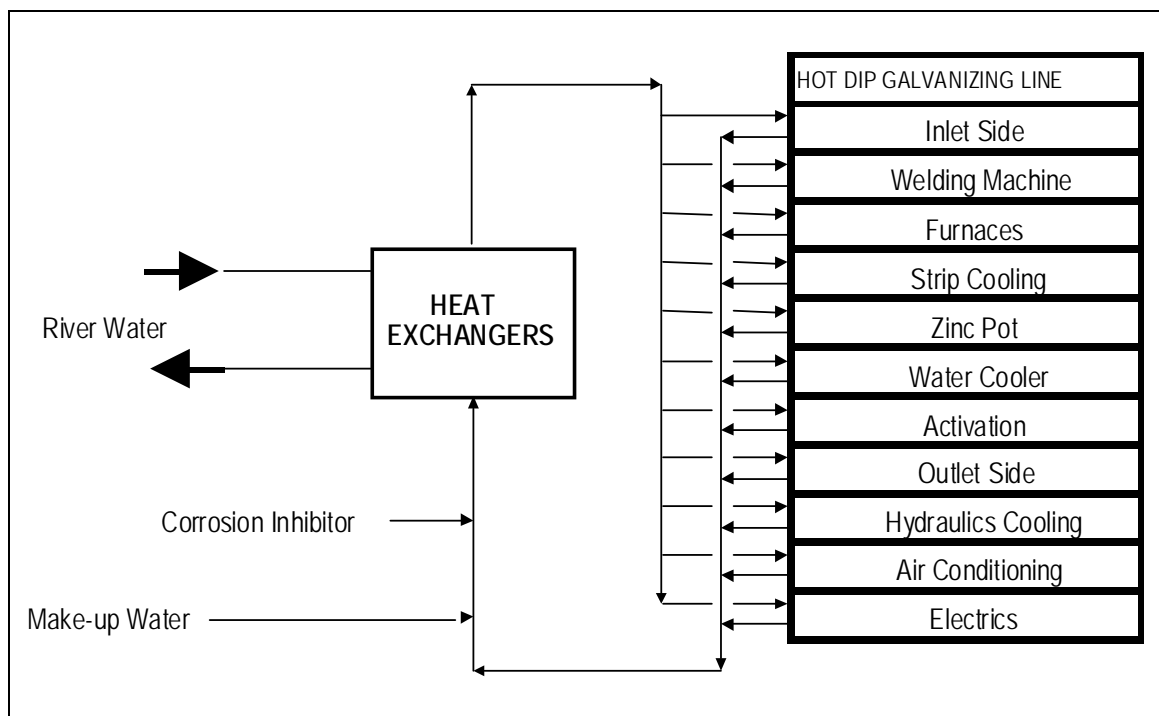 HOT DIP GALVANIZING LINE
Inlet Side
Welding Machine
Furnaces
Strip Cooling
Zinc Pot
Water Cooler
Activation
Outlet Side
Hydraulics Cooling
Air Conditioning
Electrics
HEAT
EXCHANGERS
River Water
Corrosion Inhibitor
Make-up Water